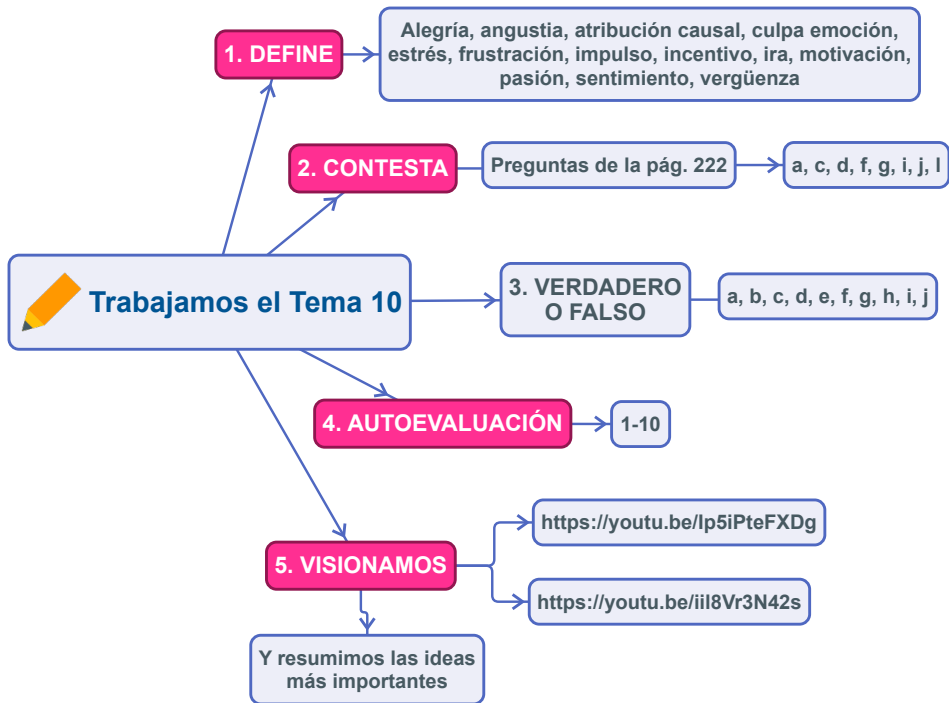 1. DEFINE
Alegría, angustia, atribución causal, culpa emoción,
estrés, frustración, impulso, incentivo, ira, motivación,
pasión, sentimiento, vergüenza
2. CONTESTA
Preguntas de la pág. 222
a, c, d, f, g, i, j, l
Trabajamos el Tema 10
3. VERDADERO
O FALSO
a, b, c, d, e, f, g, h, i, j
4. AUTOEVALUACIÓN
1-10
5. VISIONAMOS
https://youtu.be/lp5iPteFXDg
https://youtu.be/iil8Vr3N42s
Y resumimos las ideas
más importantes